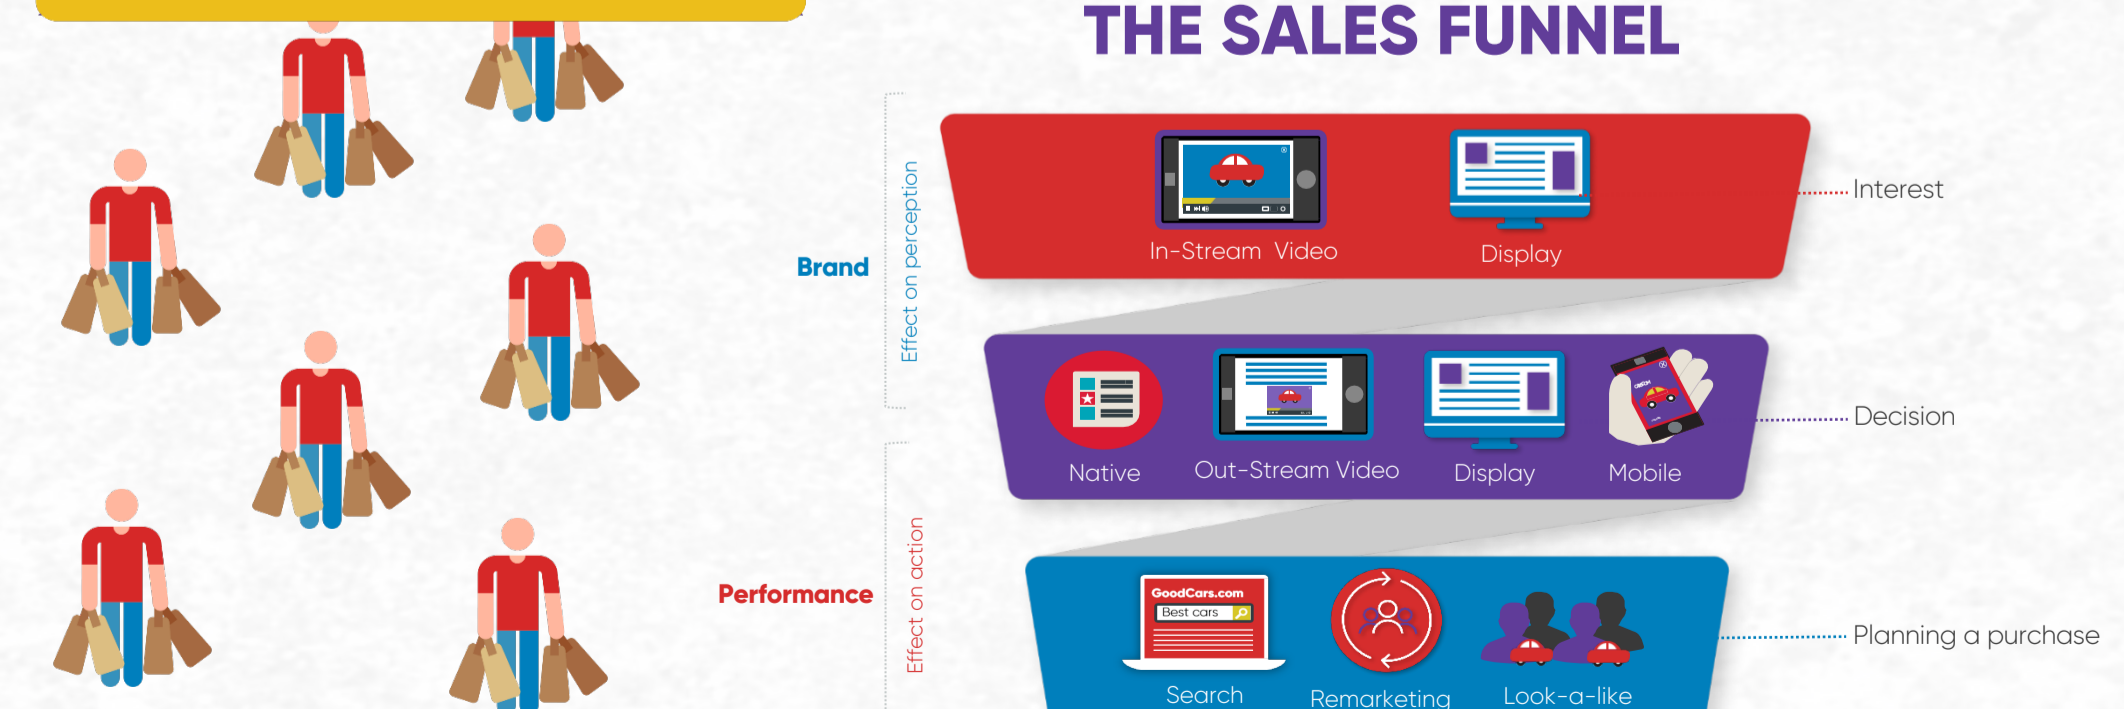 THE SALES FUNNEL
Brand
Effect on perception
In-Stream Video
Display
Interest
Native
Out-Stream Video
Display
Mobile
Decision
Performance
Effect on action
GoodCars.com
Best cars
Search
Remarketing
Look-a-like
Planning a purchase